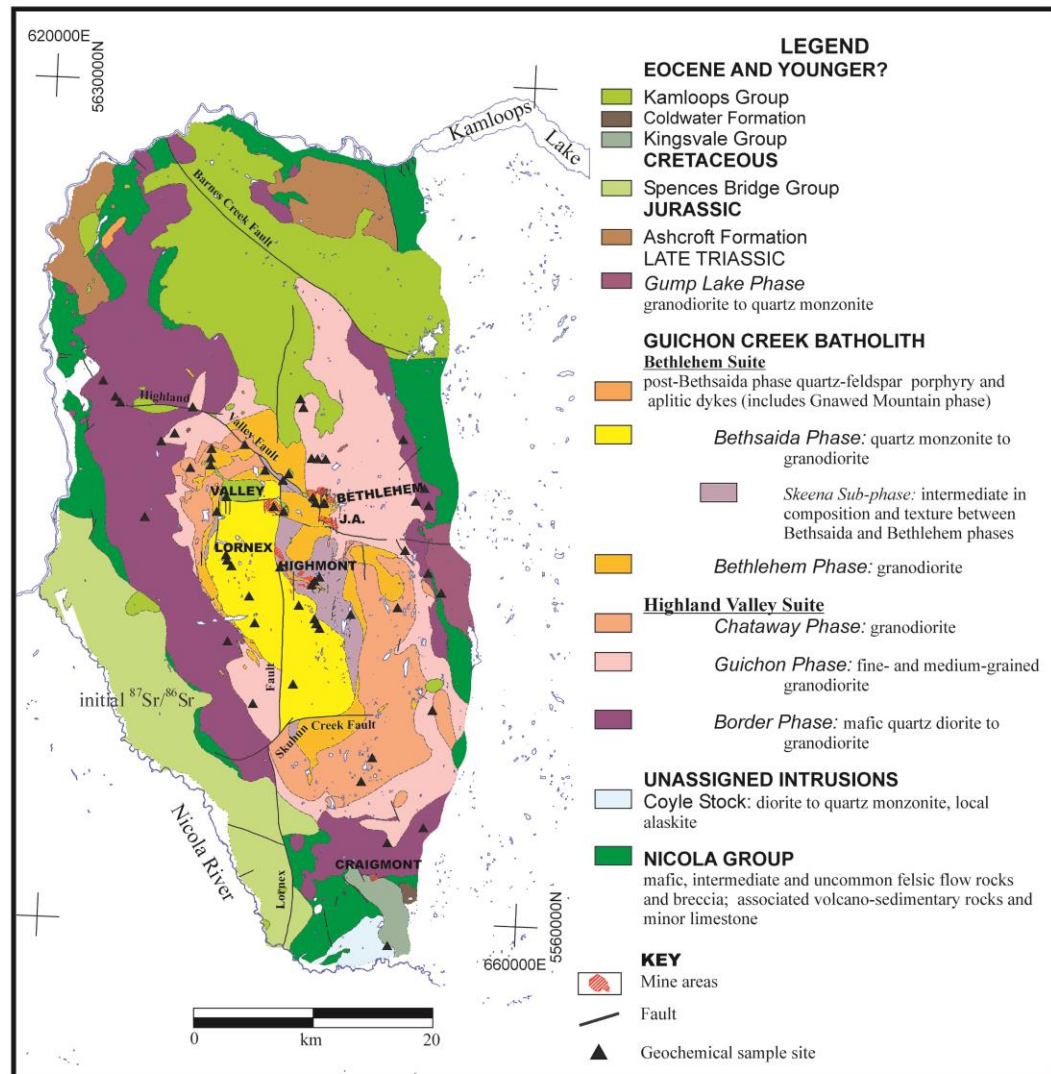 620000E
5630000N
Kamloops
Lake
Barnes Creek Fault
Highland
Valley Fault
VALLEY
BETHLEHEM
J.A.
LORNEX
HIGHMONT
initial 87Sr/86Sr
Fault
Skuhun Creek Fault
Nicola River
CRAIGMONT
Lornex
660000E
5560000N
0 20
km
LEGEND
EOCENE AND YOUNGER?
Kamloops Group
Coldwater Formation
Kingsvale Group
CRETACEOUS
Spences Bridge Group
JURASSIC
Ashcroft Formation
LATE TRIASSIC
Gump Lake Phase
granodiorite to quartz monzonite
GUICHON CREEK BATHOLITH
Bethlehem Suite
post-Bethsaida phase quartz-feldspar porphyry and
aplitic dykes (includes Gnawed Mountain phase)
Bethsaida Phase: quartz monzonite to
granodiorite
Skeena Sub-phase: intermediate in
composition and texture between
Bethsaida and Bethlehem phases
Bethlehem Phase: granodiorite
Highland Valley Suite
Chataway Phase: granodiorite
Guichon Phase: fine- and medium-grained
granodiorite
Border Phase: mafic quartz diorite to
granodiorite
UNASSIGNED INTRUSIONS
Coyle Stock: diorite to quartz monzonite, local
alaskite
NICOLA GROUP
mafic, intermediate and uncommon felsic flow rocks
and breccia; associated volcano-sedimentary rocks and
minor limestone
KEY
Mine areas
Fault
Geochemical sample site